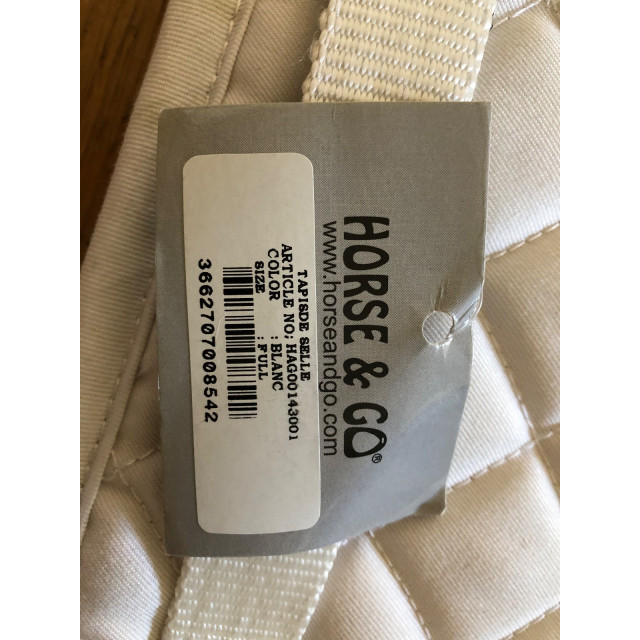 HORSE & GO®
www.horseandgo.com
TAPISDE SELLE
ARTICLE NO; HAG00143001
COLOR : BLANC
SIZE : FULL
3662707008542